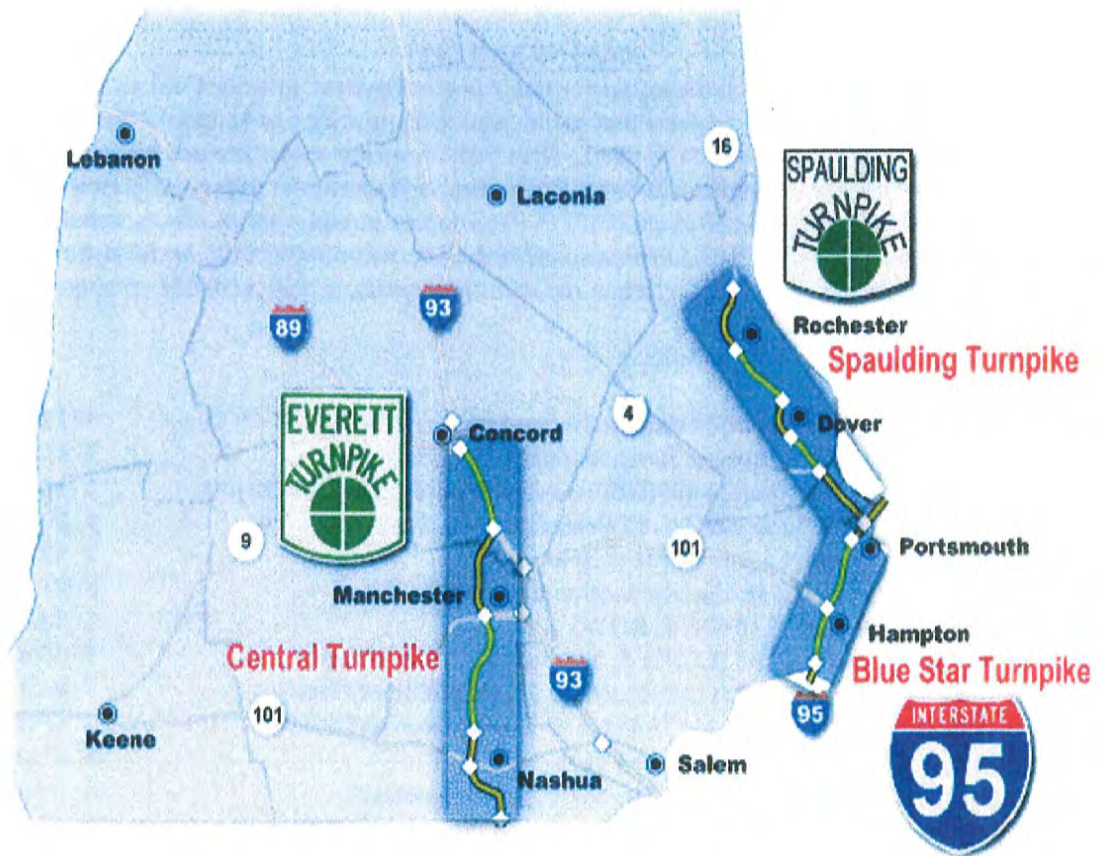 Lebanon
Laconia
16
SPAULDING
TURNPIKE
89
93
Rochester
Spaulding Turnpike
EVERETT
TURNPIKE
Concord
4
Dover
9
101
Portsmouth
Manchester
Hampton
Central Turnpike
93
Blue Star Turnpike
101
95
INTERSTATE
95
Keene
Nashua
Salem